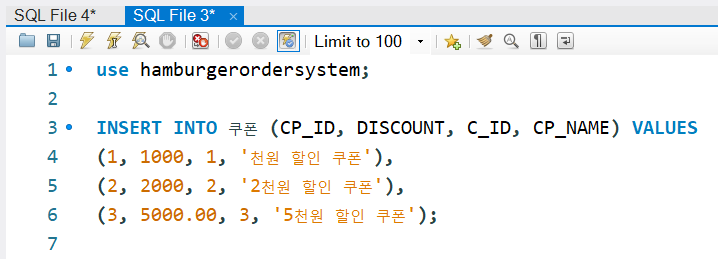 SQL File 4* SQL File 3* ×
Limit to 100
1 use hamburgerordersystem;
2
3 INSERT INTO 쿠폰 (CP_ID, DISCOUNT, C_ID, CP_NAME) VALUES
4 (1, 1000, 1, '천원 할인 쿠폰'),
5 (2, 2000, 2, '2천원 할인 쿠폰'),
6 (3, 5000.00, 3, '5천원 할인 쿠폰');
7